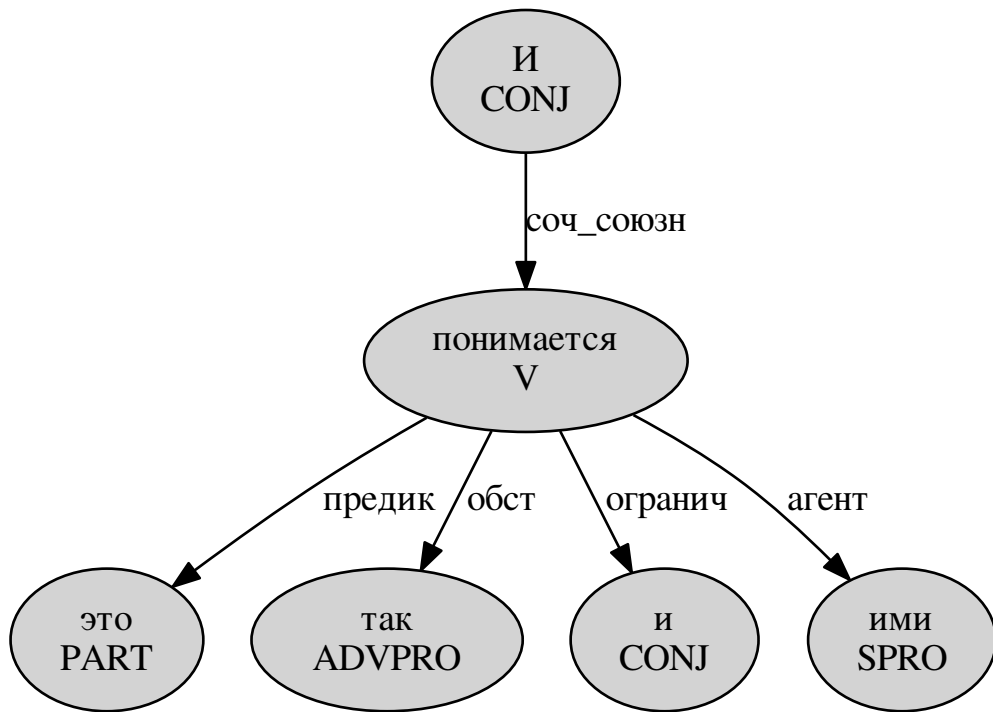 И
CONJ
соч_союзн
понимается
V
предик обст огранич агент
это
PART
так
ADVPRO
и
CONJ
ими
SPRO